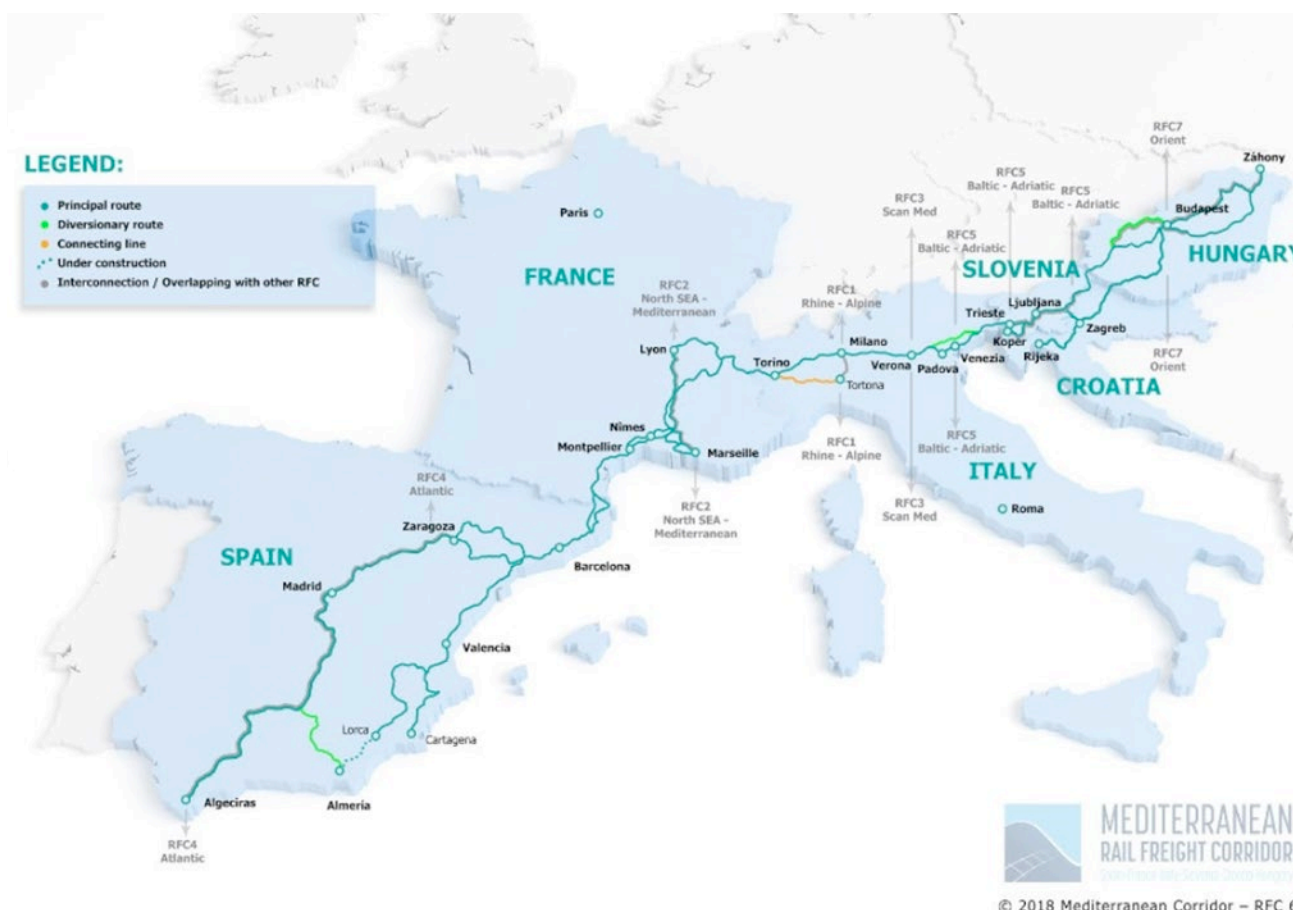 LEGEND:
Principal route
Diversionary route
Connecting line
Under construction
Interconnection / Overlapping with other RFC
RFC7
Orient
Záhony
RFC5
Baltic - Adriatic
RFC5
Baltic - Adriatic
RFC3
Scan Med
Paris
Budapest
RFC5
Baltic - Adriatic
HUNGARY
SLOVENIA
FRANCE
RFC2
North SEA -
Mediterranean
RFC1
Rhine - Alpine
Ljubljana
Trieste
Zagreb
Koper
Rijeka
Lyon
Milano
Torino
Verona
Padova
Venezia
RFC7
Orient
Tortona
CROATIA
Nîmes
Montpellier
Marseille
RFC1
Rhine - Alpine
RFC5
Baltic - Adriatic
ITALY
RFC4
Atlantic
RFC2
North SEA -
Mediterranean
RFC3
Scan Med
Roma
Zaragoza
SPAIN
Barcelona
Madrid
Valencia
Lorca
Cartagena
Algeciras
Almería
RFC4
Atlantic
MEDITERRANEAN
RAIL FREIGHT CORRIDOR
© 2018 Mediterranean Corridor – RFC 6